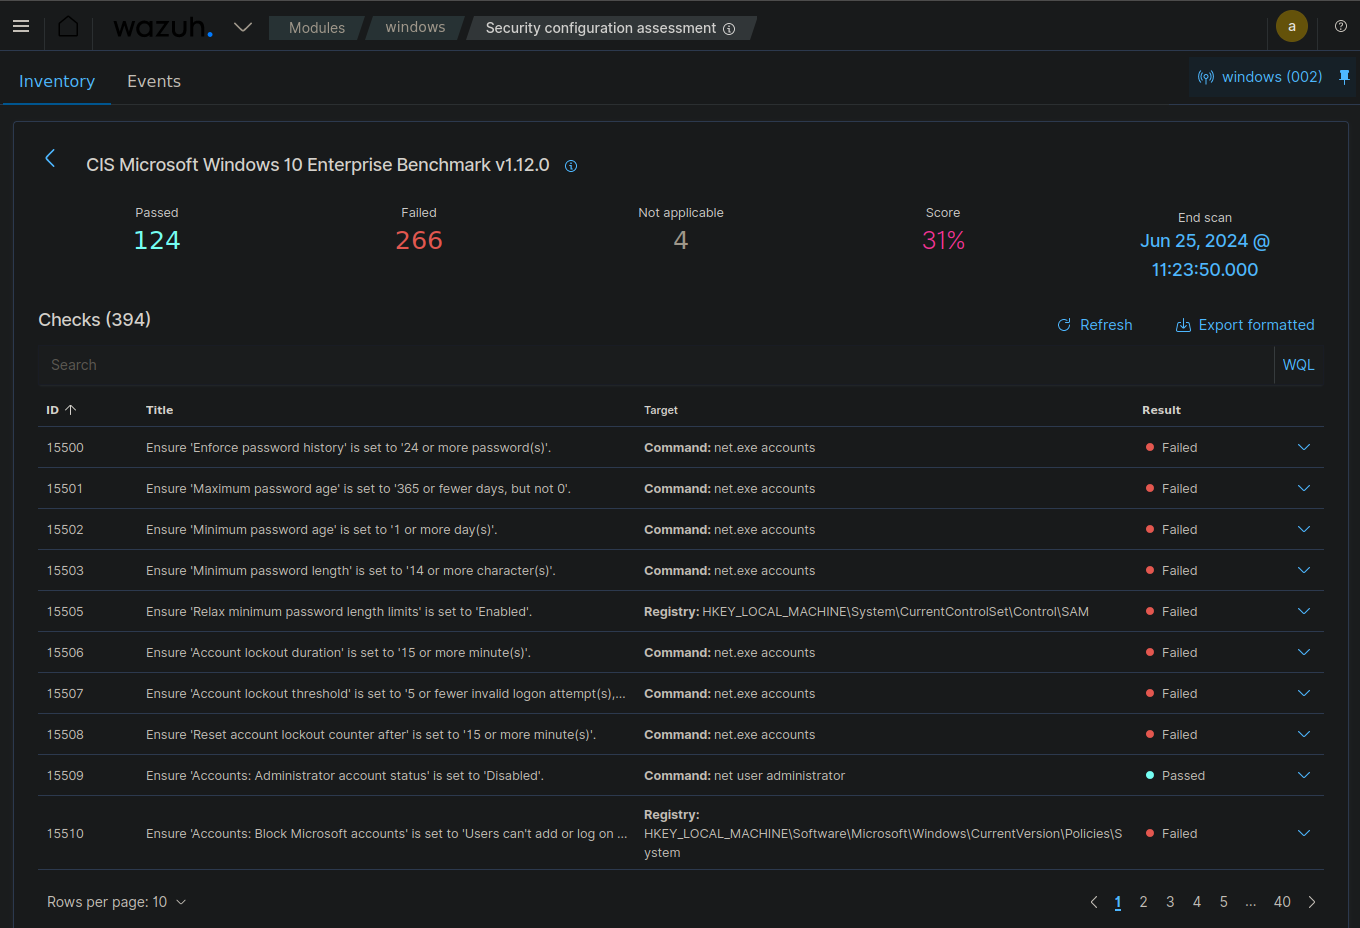 wazuh.
Modules
windows
Security configuration assessment
a
Inventory
Events
windows (002)
CIS Microsoft Windows 10 Enterprise Benchmark v1.12.0
Passed
124
Failed
266
Not applicable
4
Score
31%
End scan
Jun 25, 2024 @
11:23:50.000
Checks (394)
Refresh
Export formatted
Search
WQL
ID Title Target Result
15500 Ensure 'Enforce password history' is set to '24 or more password(s)'. Command: net.exe accounts Failed
15501 Ensure 'Maximum password age' is set to '365 or fewer days, but not 0'. Command: net.exe accounts Failed
15502 Ensure 'Minimum password age' is set to '1 or more day(s)'. Command: net.exe accounts Failed
15503 Ensure 'Minimum password length' is set to '14 or more character(s)'. Command: net.exe accounts Failed
15505 Ensure 'Relax minimum password length limits' is set to 'Enabled'. Registry: HKEY_LOCAL_MACHINE\System\CurrentControlSet\Control\SAM Failed
15506 Ensure 'Account lockout duration' is set to '15 or more minute(s)'. Command: net.exe accounts Failed
15507 Ensure 'Account lockout threshold' is set to '5 or fewer invalid logon attempt(s),... Command: net.exe accounts Failed
15508 Ensure 'Reset account lockout counter after' is set to '15 or more minute(s)'. Command: net.exe accounts Failed
15509 Ensure 'Accounts: Administrator account status' is set to 'Disabled'. Command: net user administrator Passed
Registry:
15510 Ensure 'Accounts: Block Microsoft accounts' is set to 'Users can't add or log on ... HKEY_LOCAL_MACHINE\Software\Microsoft\Windows\CurrentVersion\Policies\S Failed
ystem
Rows per page: 10
1 2 3 4 5 ... 40